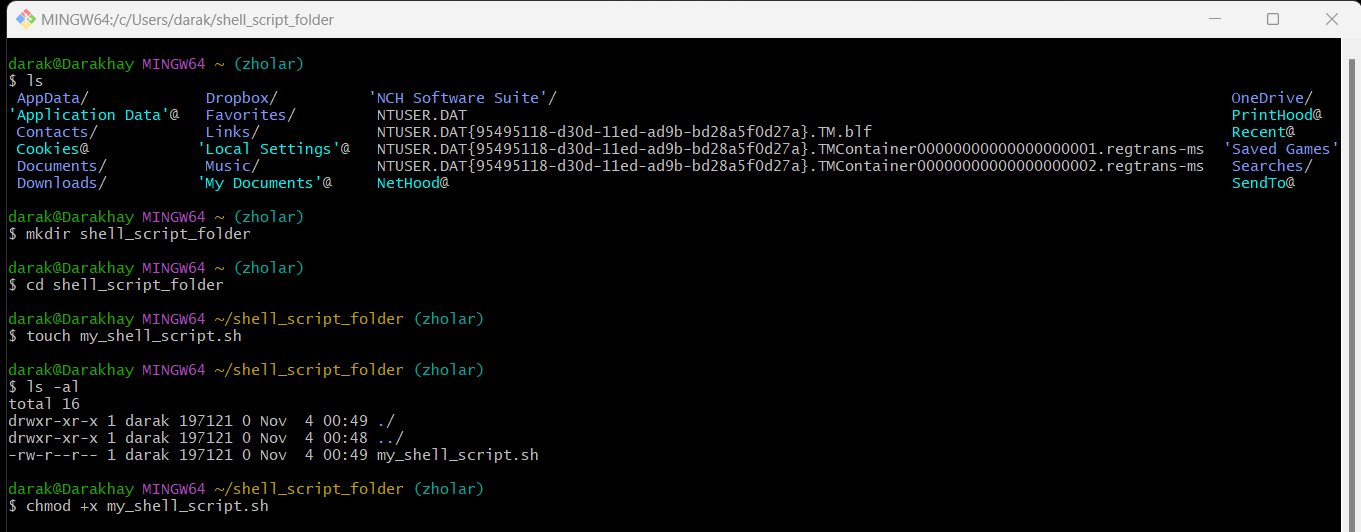 MINGW64:/c/Users/darak/shell_script_folder
darak@Darakhay MINGW64 ~ (zholar)
$ ls
 AppData/             Dropbox/          'NCH Software Suite'/                                                                           OneDrive/
'Application Data'@   Favorites/         NTUSER.DAT                                                                                     PrintHood@
 Contacts/            Links/             NTUSER.DAT{95495118-d30d-11ed-ad9b-bd28a5f0d27a}.TM.blf                                        Recent@
 Cookies@            'Local Settings'@   NTUSER.DAT{95495118-d30d-11ed-ad9b-bd28a5f0d27a}.TMContainer00000000000000000001.regtrans-ms  'Saved Games'
 Documents/           Music/             NTUSER.DAT{95495118-d30d-11ed-ad9b-bd28a5f0d27a}.TMContainer00000000000000000002.regtrans-ms   Searches/
 Downloads/          'My Documents'@     NetHood@                                                                                       SendTo@
darak@Darakhay MINGW64 ~ (zholar)
$ mkdir shell_script_folder
darak@Darakhay MINGW64 ~ (zholar)
$ cd shell_script_folder
darak@Darakhay MINGW64 ~/shell_script_folder (zholar)
$ touch my_shell_script.sh
darak@Darakhay MINGW64 ~/shell_script_folder (zholar)
$ ls -al
total 16
drwxr-xr-x 1 darak 197121 0 Nov  4 00:49 ./
drwxr-xr-x 1 darak 197121 0 Nov  4 00:48 ../
-rw-r--r-- 1 darak 197121 0 Nov  4 00:49 my_shell_script.sh
darak@Darakhay MINGW64 ~/shell_script_folder (zholar)
$ chmod +x my_shell_script.sh